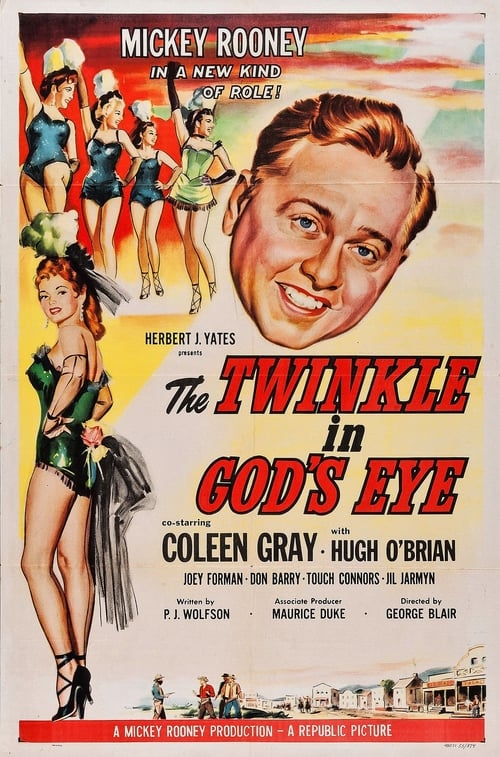 MICKEY ROONEY
IN A NEW KIND
OF ROLE!
HERBERT J. YATES
presents
The TWINKLE
in
GOD'S EYE
co-starring
COLEEN GRAY · with HUGH O'BRIAN
JOEY FORMAN · DON BARRY · TOUCH CONNORS · JIL JARMYN
Written by
P. J. WOLFSON
Associate Producer
MAURICE DUKE
Directed by
GEORGE BLAIR
A MICKEY ROONEY PRODUCTION – A REPUBLIC PICTURE